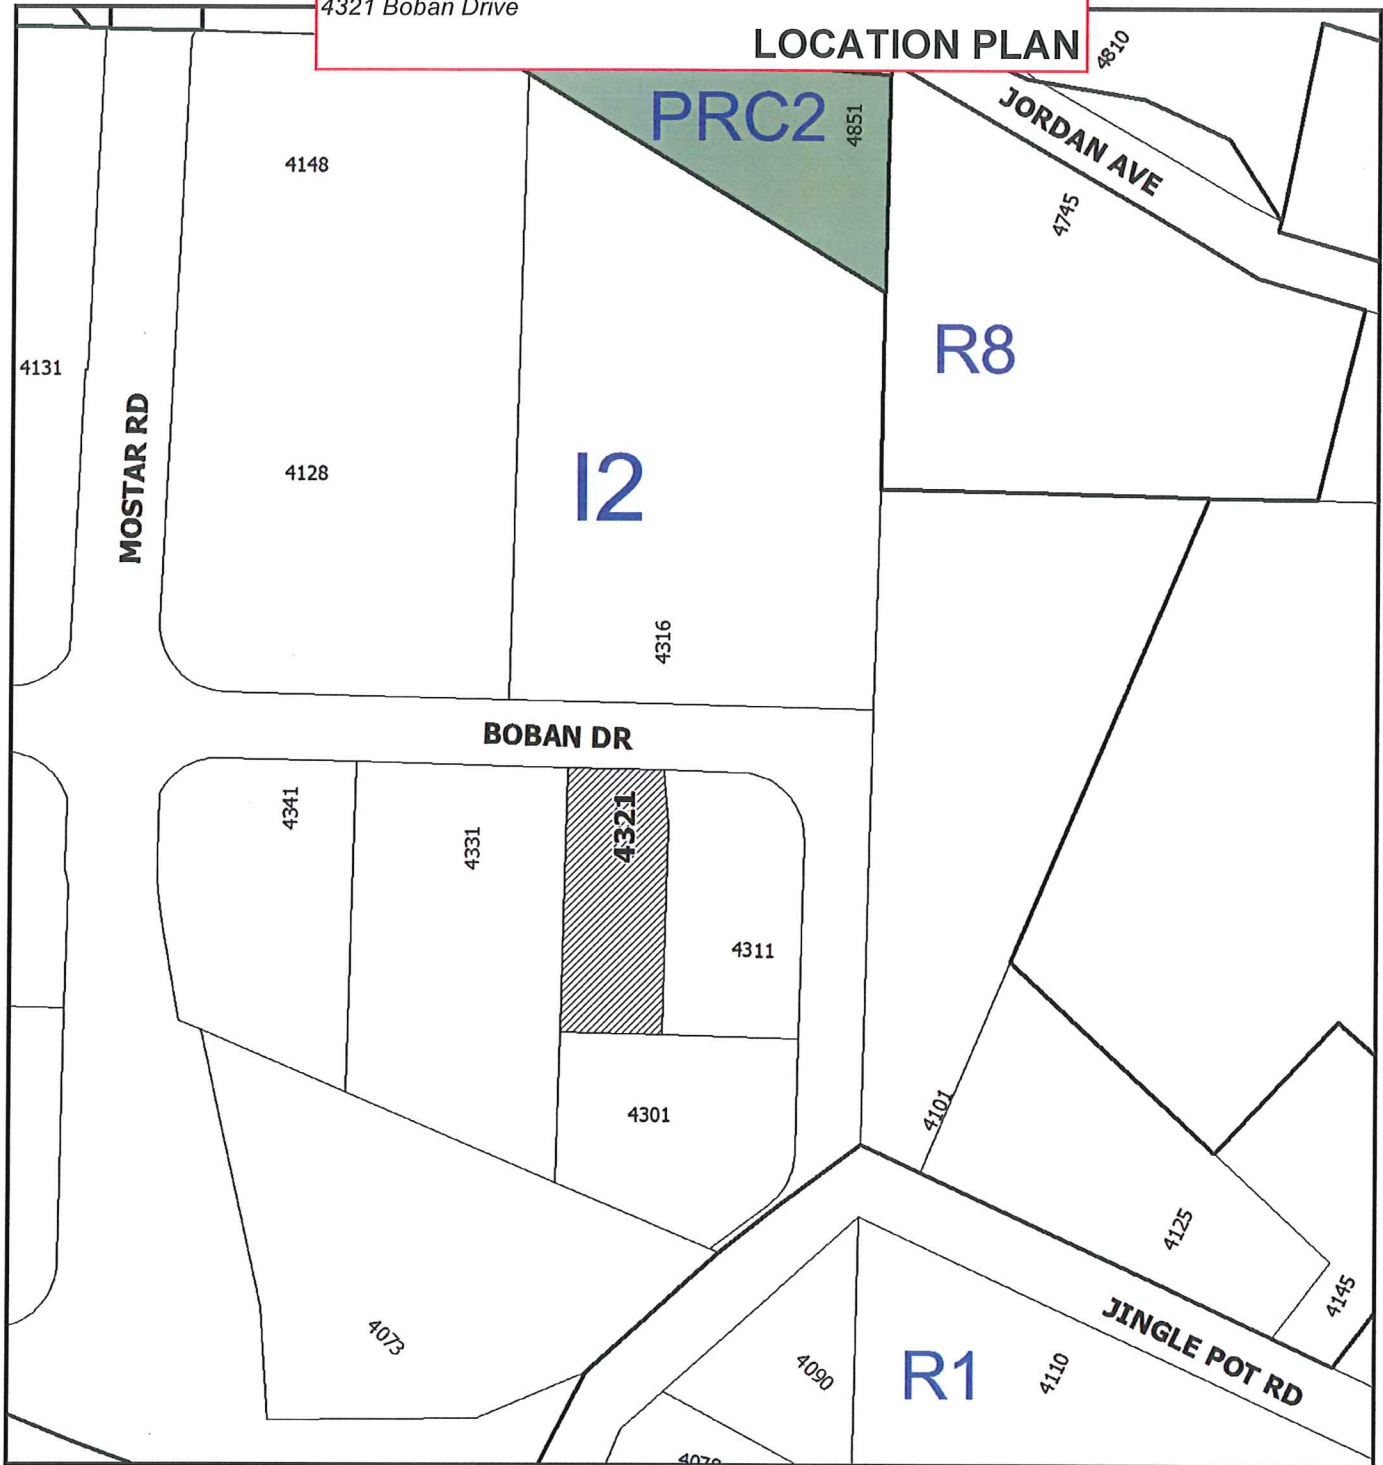 4321 Boban Drive
LOCATION PLAN
4810
PRC2
4851
JORDAN AVE
4148
4745
R8
4131
MOSTAR RD
4128
I2
4316
BOBAN DR
4341
4331
4321
4311
4301
4101
4125
4145
JINGLE POT RD
4073
4090
R1
4110